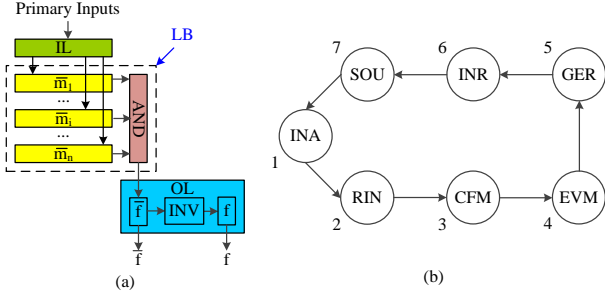 Primary Inputs
IL
LB
m̅₁
...
m̅ᵢ
...
m̅ₙ
AND
OL
f̅ INV f
f̅ f
(a)
7 6 5
SOU INR GER
INA
1
RIN CFM EVM
2 3 4
(b)